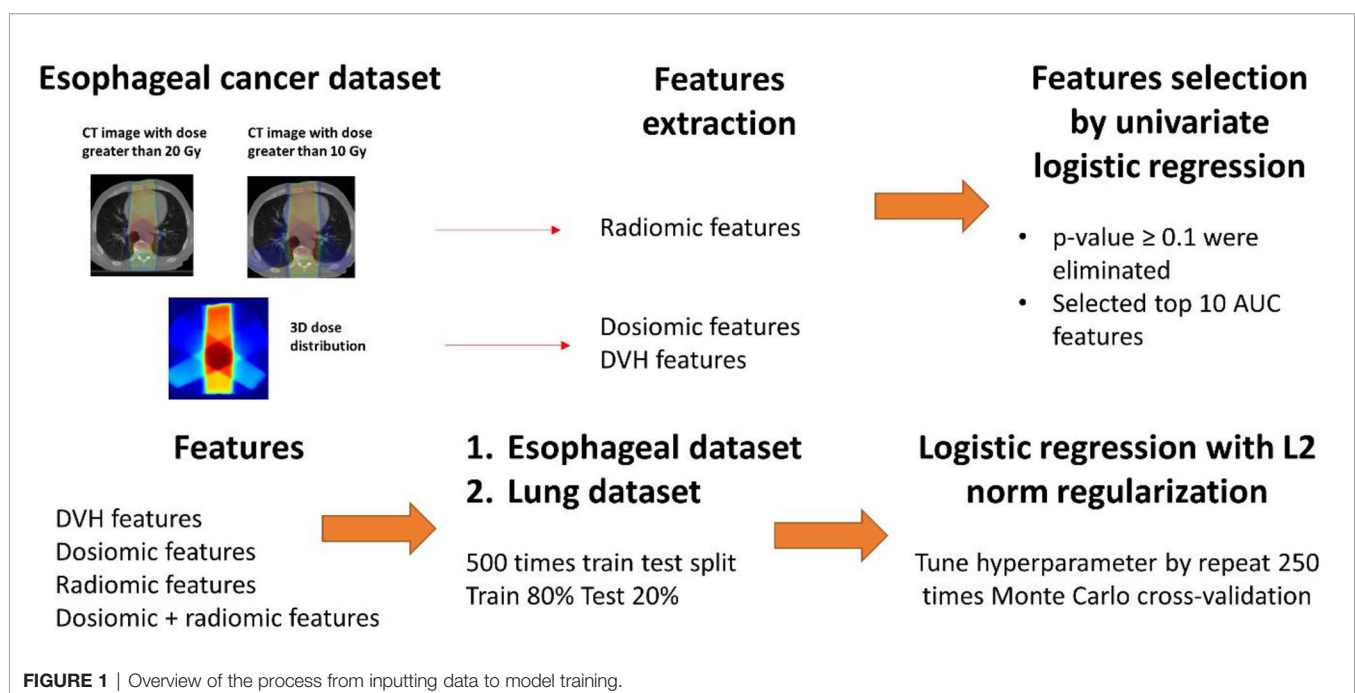 Esophageal cancer dataset
CT image with dose
greater than 20 Gy
CT image with dose
greater than 10 Gy
3D dose
distribution
Features
extraction
Radiomic features
Dosiomic features
DVH features
Features selection
by univariate
logistic regression
• p-value ≥ 0.1 were
eliminated
• Selected top 10 AUC
features
Features
DVH features
Dosiomic features
Radiomic features
Dosiomic + radiomic features
1. Esophageal dataset
2. Lung dataset
500 times train test split
Train 80% Test 20%
Logistic regression with L2
norm regularization
Tune hyperparameter by repeat 250
times Monte Carlo cross-validation
FIGURE 1 | Overview of the process from inputting data to model training.